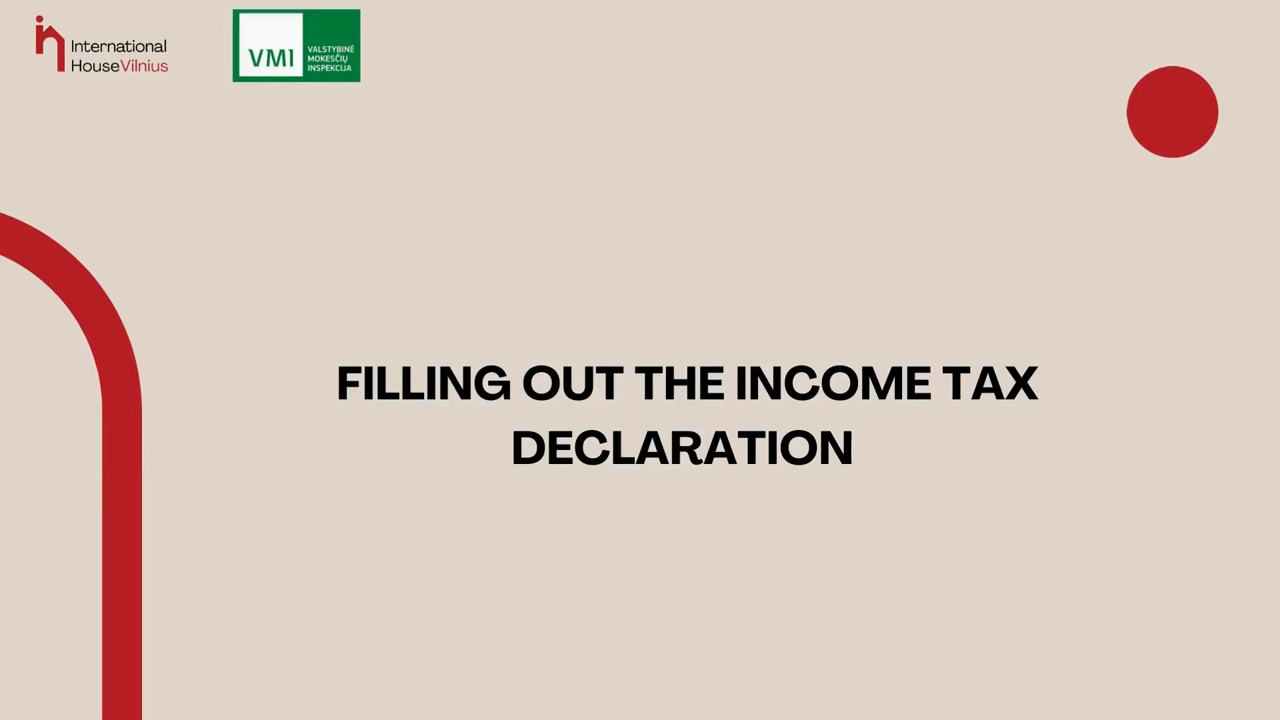 International
HouseVilnius
VMI
VALSTYBINĖ
MOKESČIŲ
INSPEKCIJA
FILLING OUT THE INCOME TAX
DECLARATION